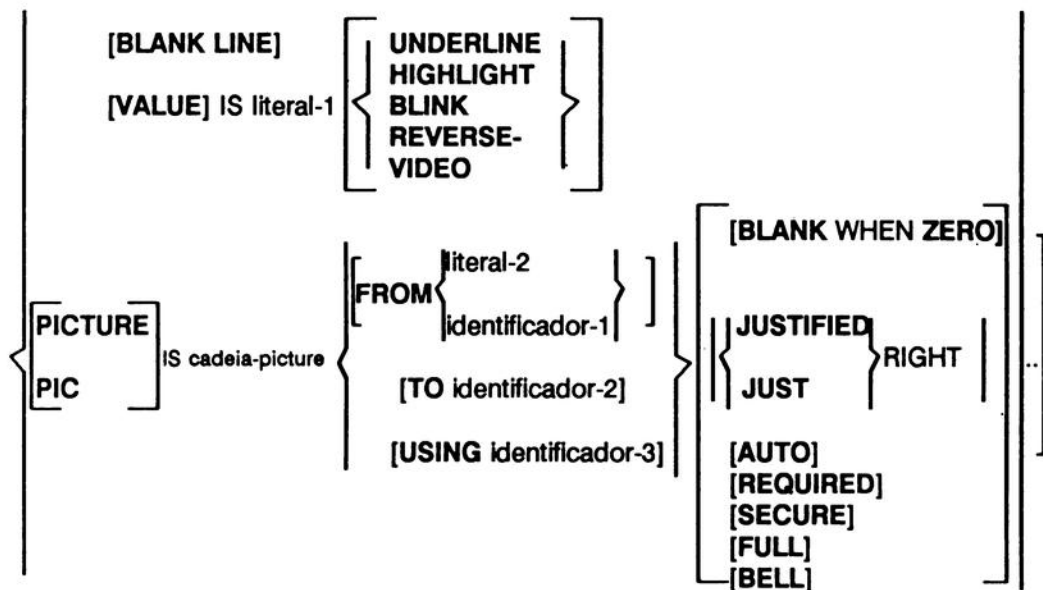 [BLANK LINE]
[VALUE] IS literal-1
UNDERLINE
HIGHLIGHT
BLINK
REVERSE-
VIDEO
PICTURE
PIC
IS cadeia-picture
[FROM
literal-2
identificador-1
]
[TO identificador-2]
[USING identificador-3]
[BLANK WHEN ZERO]
JUSTIFIED
JUST
RIGHT
[AUTO]
[REQUIRED]
[SECURE]
[FULL]
[BELL]
...